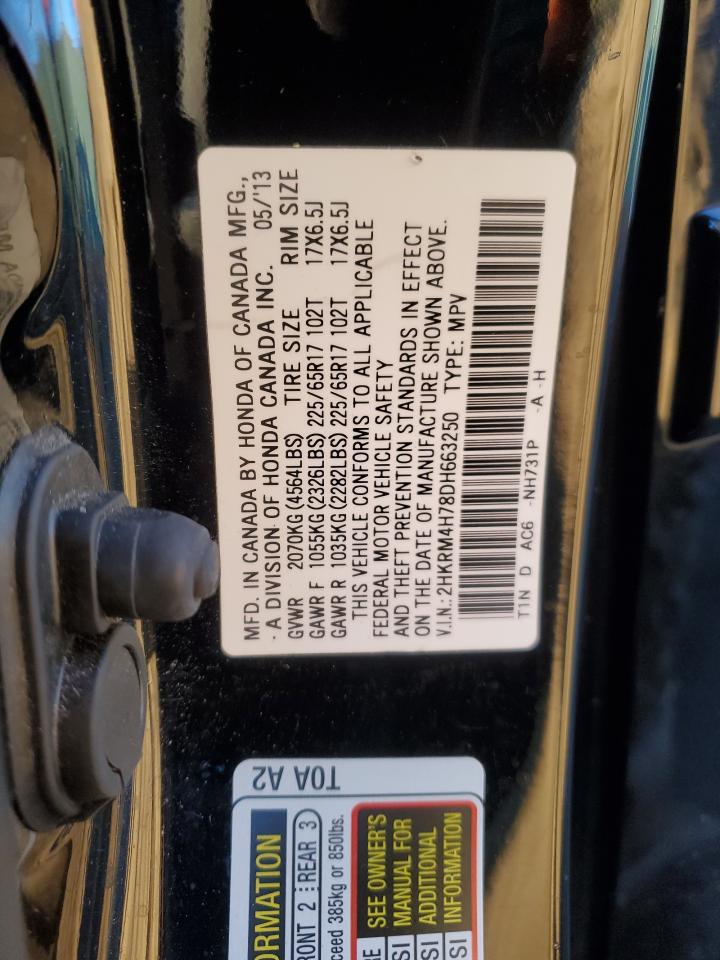 MFD. IN CANADA BY HONDA OF CANADA MFG.,
· A DIVISION OF HONDA CANADA INC. 05/'13
GVWR 2070KG(4564LBS) TIRE SIZE RIM SIZE
GAWR F 1055KG(2326LBS) 225/65R17 102T 17X6.5J
GAWR R 1035KG(2282LBS) 225/65R17 102T 17X6.5J
THIS VEHICLE CONFORMS TO ALL APPLICABLE
FEDERAL MOTOR VEHICLE SAFETY
AND THEFT PREVENTION STANDARDS IN EFFECT
ON THE DATE OF MANUFACTURE SHOWN ABOVE.
V.I.N.:2HKRM4H78DH663250 TYPE: MPV
T1N D AC6 -NH731P -A -H
T0A A2
FRONT 2 REAR 3
385kg or 850lbs.
SEE OWNER'S
MANUAL FOR
ADDITIONAL
INFORMATION